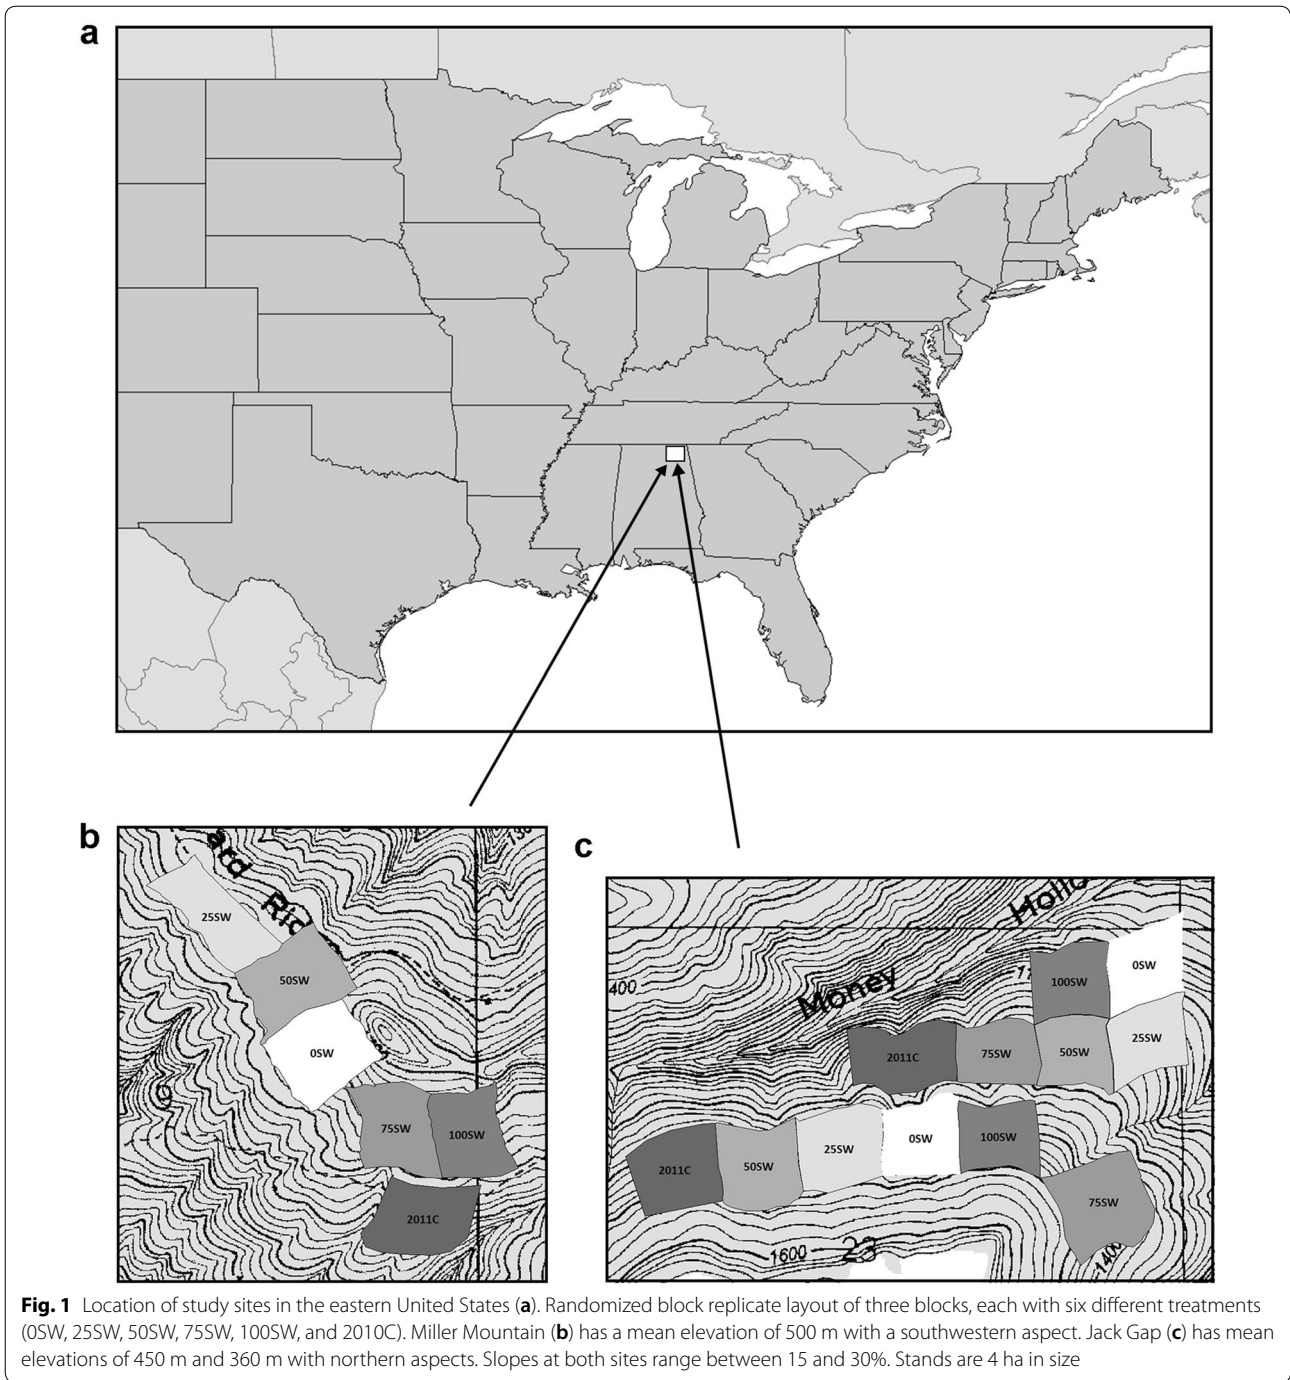 a
b
ard Rid
25SW
50SW
0SW
75SW
100SW
2011C
c
Hollo
400
Money
100SW
0SW
2011C
75SW
50SW
25SW
2011C
50SW
25SW
0SW
100SW
75SW
1600
23
1400
Fig. 1 Location of study sites in the eastern United States (a). Randomized block replicate layout of three blocks, each with six different treatments
(0SW, 25SW, 50SW, 75SW, 100SW, and 2010C). Miller Mountain (b) has a mean elevation of 500 m with a southwestern aspect. Jack Gap (c) has mean
elevations of 450 m and 360 m with northern aspects. Slopes at both sites range between 15 and 30%. Stands are 4 ha in size